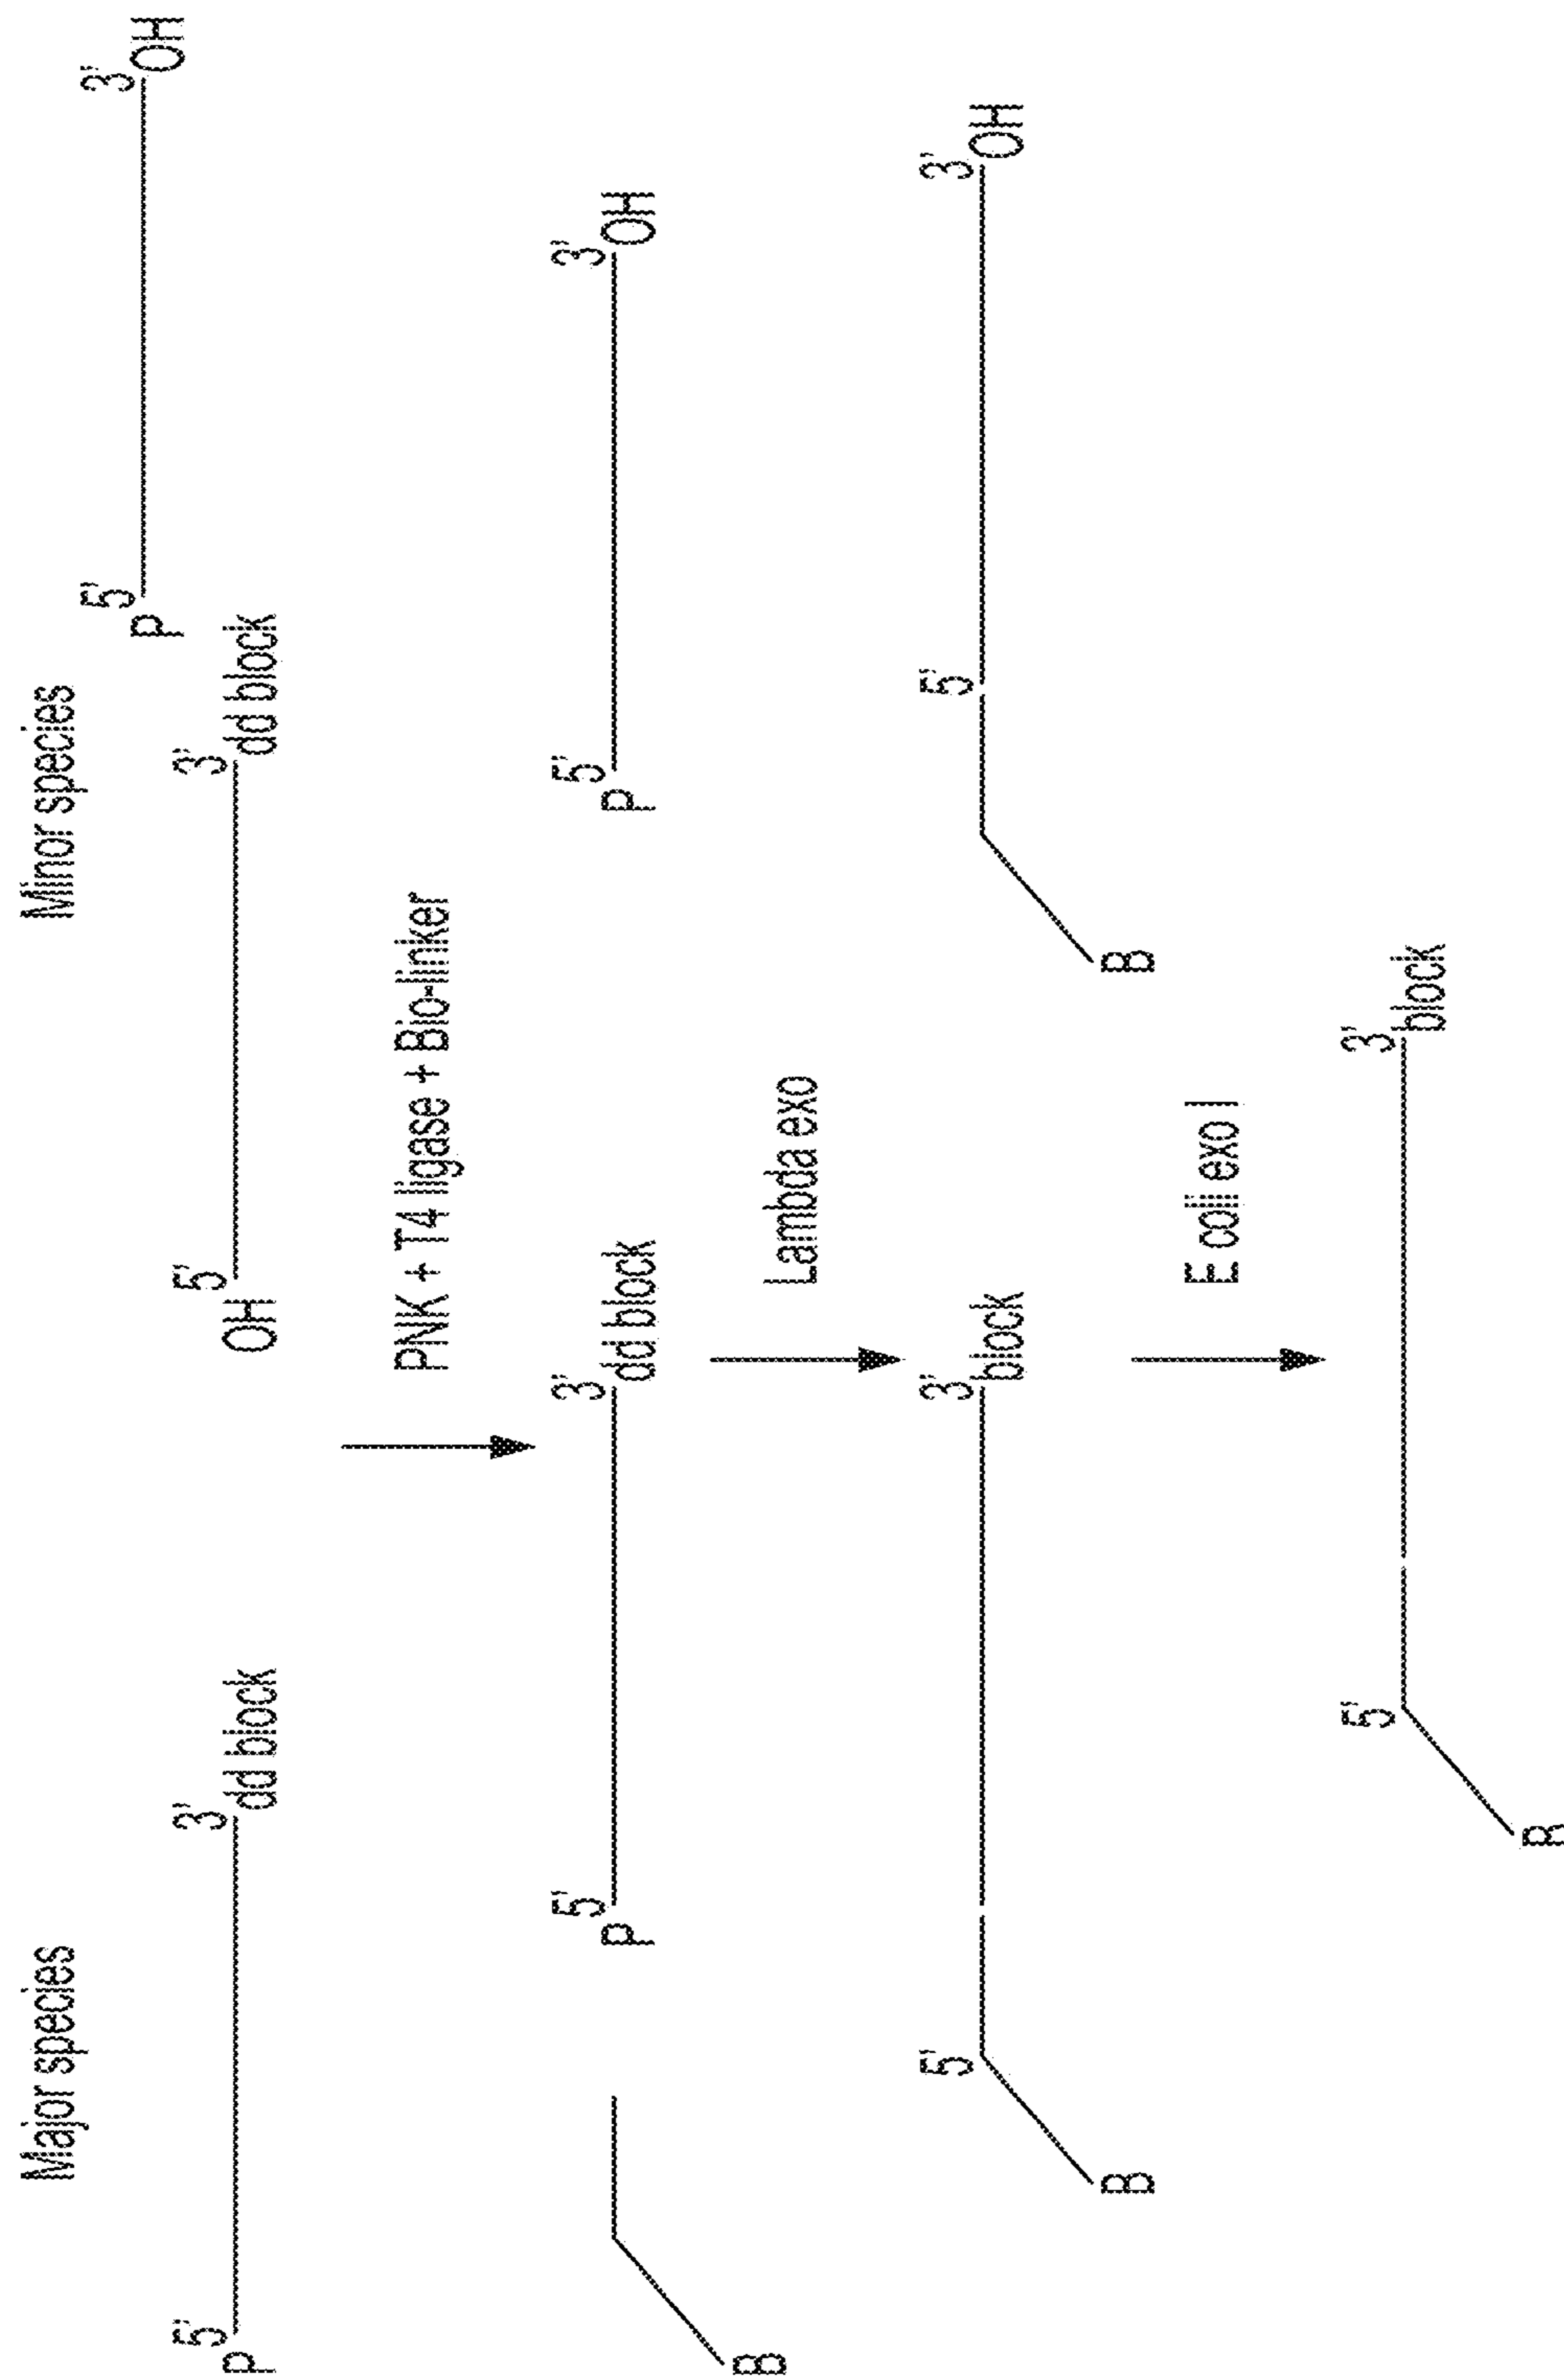 Major species Minor species
5' 3'
P OH
5' 3' 5' 3'
P dd block OH dd block
PNK + T4 ligase + Bio-linker
5' 3' 5' 3'
P dd block P OH
B
Lambda exo
5' 3' 5' 3'
block OH
B B
E coli exo I
5' 3'
block